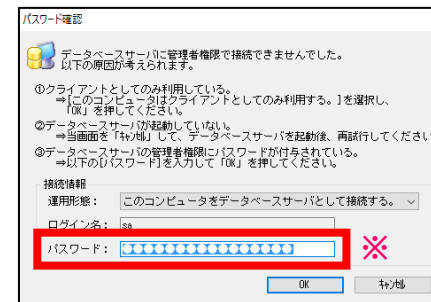 パスワード確認
データベースサーバに管理者権限で接続できませんでした。
以下の原因が考えられます。
①クライアントとしてのみ利用している。
⇒[このコンピュータはクライアントとしてのみ利用する。]を選択し、
「OK」を押してください。
②データベースサーバが起動していない。
⇒当画面を「ｷｬﾝｾﾙ」して、データベースサーバを起動後、再試行してください
③データベースサーバの管理者権限にパスワードが付与されている。
⇒以下の[パスワード]を入力して「OK」を押してください。
接続情報
運用形態： このコンピュータをデータベースサーバとして接続する。
ログイン名： sa
パスワード： ※
OK ｷｬﾝｾﾙ